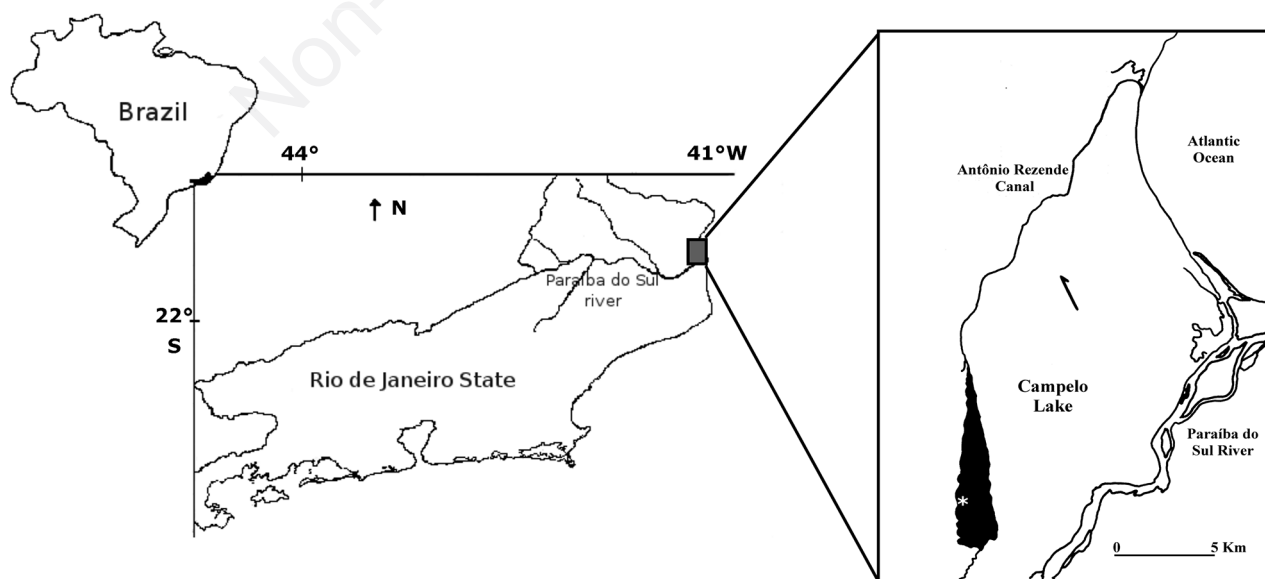 Non-
Brazil
44°
41°W
N
Paraíba do Sul
river
22°
S
Rio de Janeiro State
Atlantic
Ocean
Antônio Rezende
Canal
Campelo
Lake
Paraíba do
Sul River
*
0 5 Km